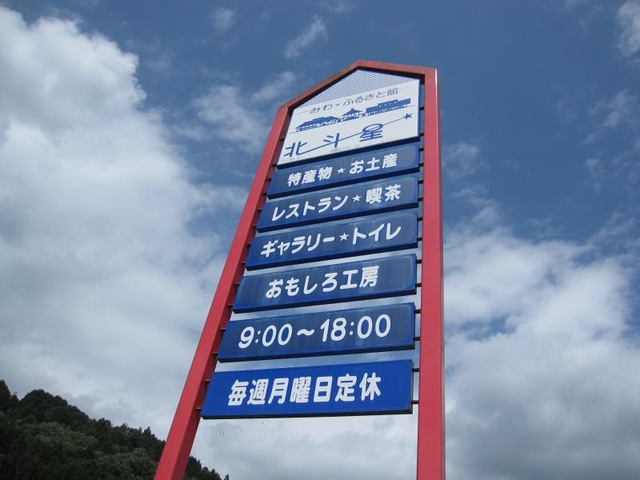 みわ・ふるさと館
北斗星
特産物★お土産
レストラン★喫茶
ギャラリー★トイレ
おもしろ工房
9:00～18:00
毎週月曜日定休